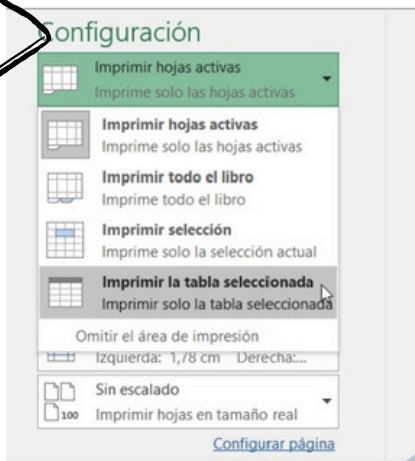 Configuración
Imprimir hojas activas
Imprime solo las hojas activas
Imprimir hojas activas
Imprime solo las hojas activas
Imprimir todo el libro
Imprime todo el libro
Imprimir selección
Imprime solo la selección actual
Imprimir la tabla seleccionada
Imprimir solo la tabla seleccionada
Omitir el área de impresión
Izquierda: 1,78 cm Derecha:...
Sin escalado
100 Imprimir hojas en tamaño real
Configurar página